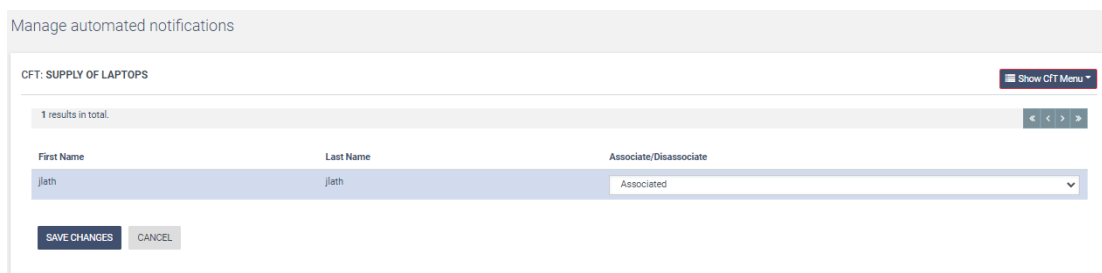 Manage automated notifications
CFT: SUPPLY OF LAPTOPS
Show CfT Menu
1 results in total.
« < > »
First Name Last Name Associate/Disassociate
jlath jlath Associated
SAVE CHANGES CANCEL